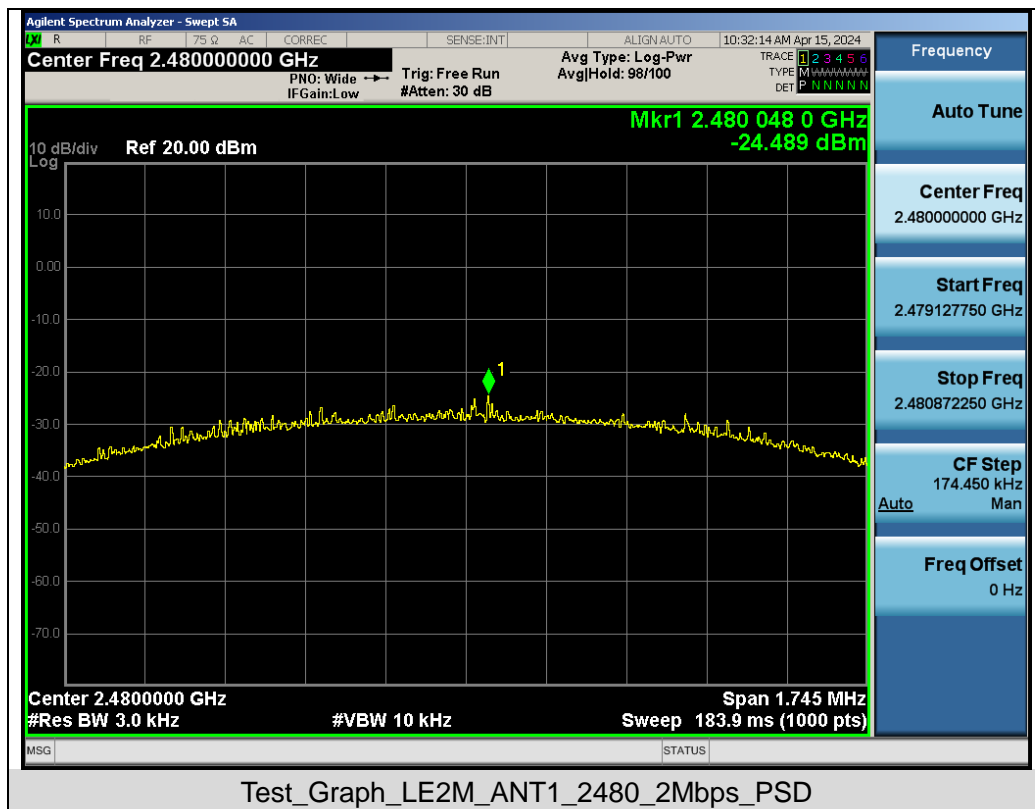 Agilent Spectrum Analyzer - Swept SA
LXI R RF 75 Ω AC CORREC SENSE:INT ALIGN AUTO 10:32:14 AM Apr 15, 2024
Center Freq 2.480000000 GHz
PNO: Wide
IFGain:Low
Trig: Free Run
#Atten: 30 dB
Avg Type: Log-Pwr
Avg|Hold: 98/100
TRACE 1 2 3 4 5 6
TYPE M
DET P N N N N N
Mkr1 2.480 048 0 GHz
-24.489 dBm
10 dB/div Ref 20.00 dBm
Log
10.0
0.00
-10.0
-20.0
-30.0
-40.0
-50.0
-60.0
-70.0
1
Center 2.4800000 GHz Span 1.745 MHz
#Res BW 3.0 kHz #VBW 10 kHz Sweep 183.9 ms (1000 pts)
MSG STATUS
Frequency
Auto Tune
Center Freq
2.480000000 GHz
Start Freq
2.479127750 GHz
Stop Freq
2.480872250 GHz
CF Step
174.450 kHz
Auto Man
Freq Offset
0 Hz
Test_Graph_LE2M_ANT1_2480_2Mbps_PSD